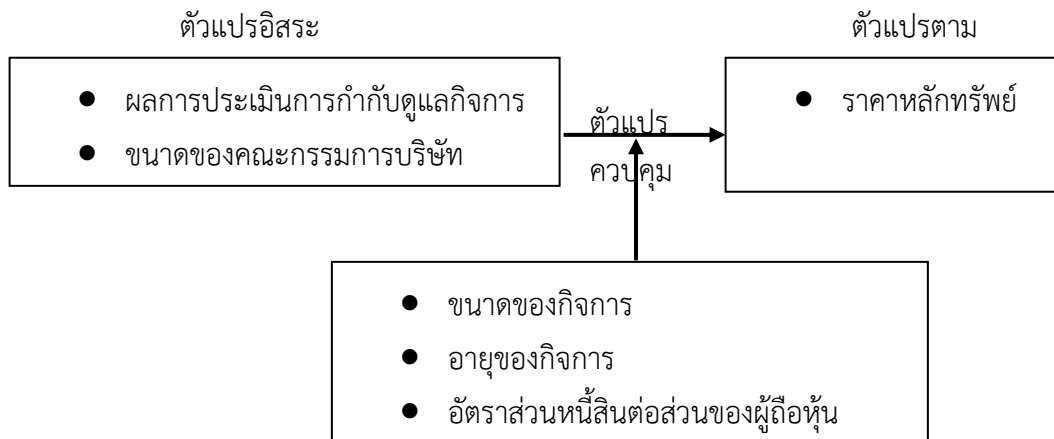 ตัวแปรอิสระ
ตัวแปรตาม
● ผลการประเมินการกำกับดูแลกิจการ
● ขนาดของคณะกรรมการบริษัท
ตัวแปร
ควบคุม
● ราคาหลักทรัพย์
● ขนาดของกิจการ
● อายุของกิจการ
● อัตราส่วนหนี้สินต่อส่วนของผู้ถือหุ้น